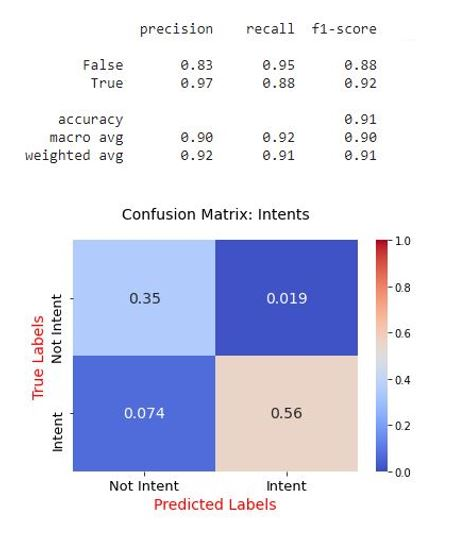 precision recall f1-score
False 0.83 0.95 0.88
True 0.97 0.88 0.92
accuracy 0.91
macro avg 0.90 0.92 0.90
weighted avg 0.92 0.91 0.91
Confusion Matrix: Intents
True Labels
Not Intent
Intent
0.35 0.019
0.074 0.56
Not Intent Intent
Predicted Labels
1.0
0.8
0.6
0.4
0.2
0.0